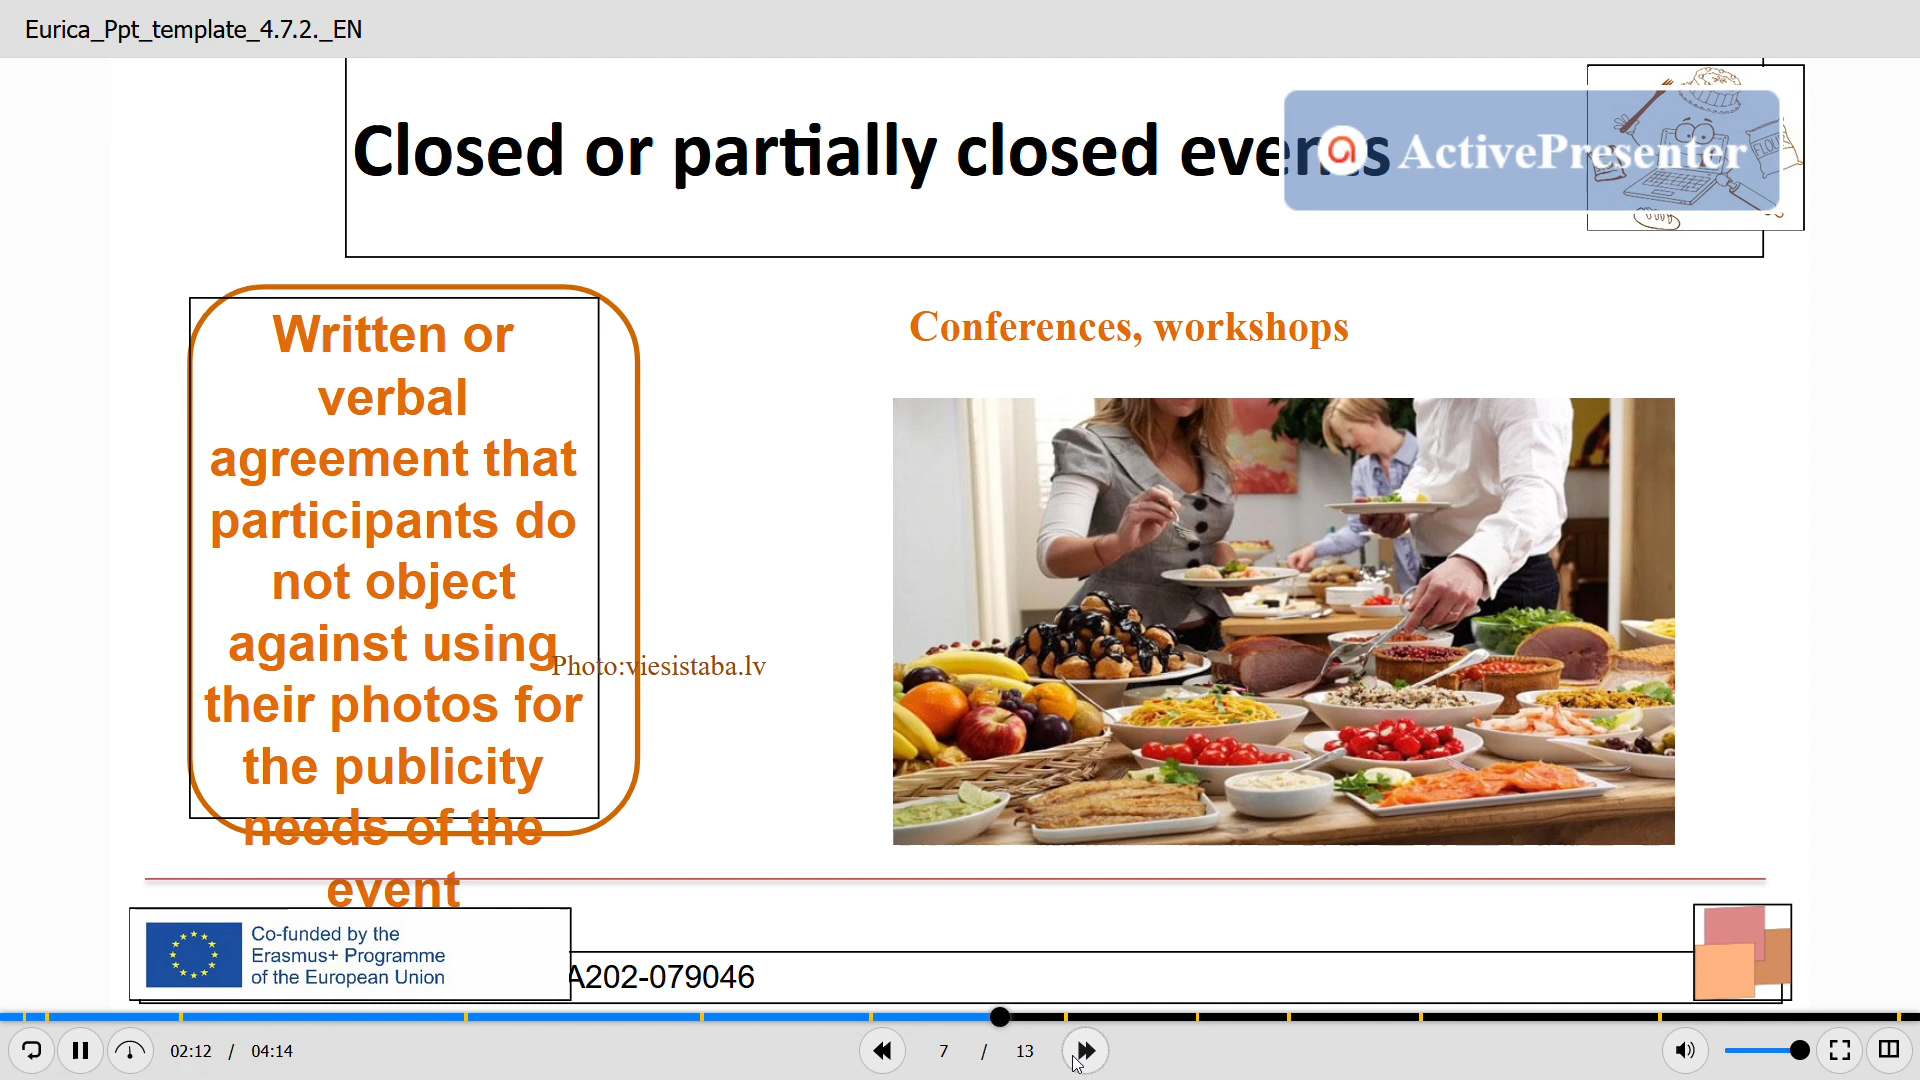 Eurica_Ppt_template_4.7.2._EN
Closed or partially closed events
ActivePresenter
FLOUR
Written or
verbal
agreement that
participants do
not object
against using
their photos for
the publicity
needs of the
event
Conferences, workshops
Photo:viesistaba.lv
Co-funded by the
Erasmus+ Programme
of the European Union
A202-079046
02:12 / 04:14
7 / 13